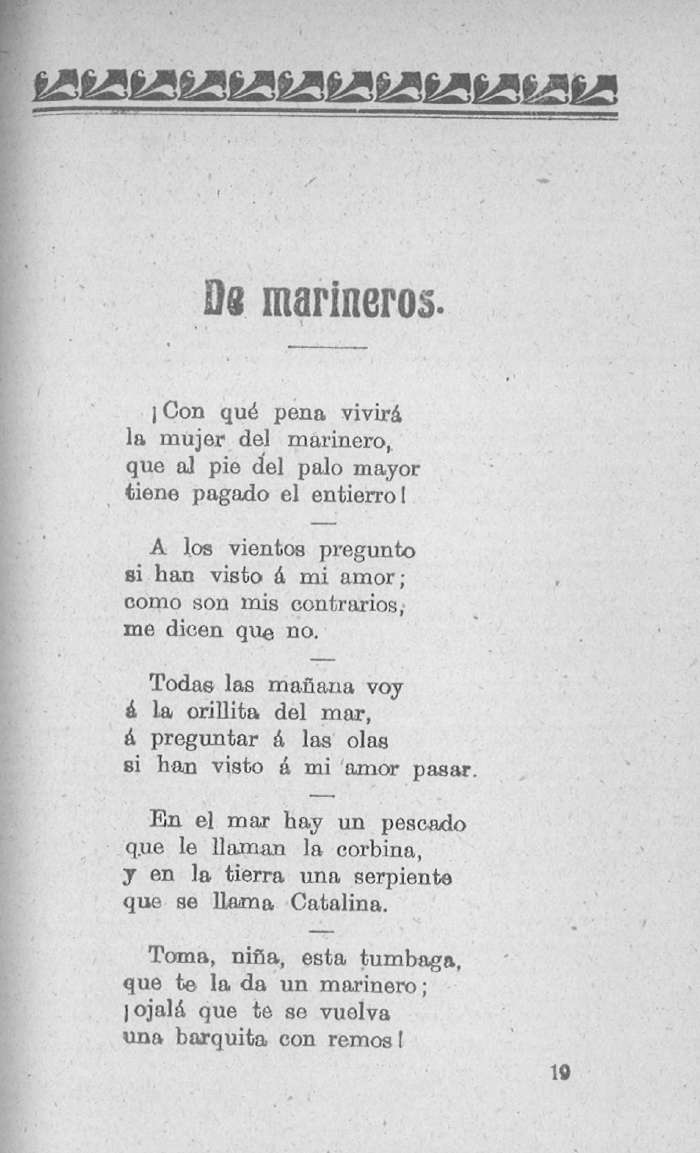 De marineros.
¡Con qué pena vivirá
la mujer del marinero,
que al pie del palo mayor
tiene pagado el entierro!
A los vientos pregunto
si han visto á mi amor;
como son mis contrarios,
me dicen que no.
Todas las mañana voy
á la orillita del mar,
á preguntar á las olas
si han visto á mi amor pasar.
En el mar hay un pescado
que le llaman la corbina,
y en la tierra una serpiente
que se llama Catalina.
Toma, niña, esta tumbaga,
que te la da un marinero;
¡ojalá que te se vuelva
una barquita con remos!
19